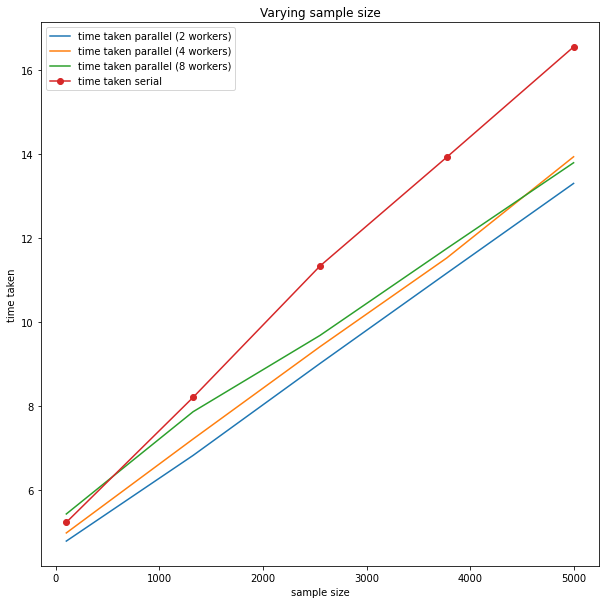 Varying sample size
time taken parallel (2 workers)
time taken parallel (4 workers)
time taken parallel (8 workers)
time taken serial
time taken
16
14
12
10
8
6
0 1000 2000 3000 4000 5000
sample size